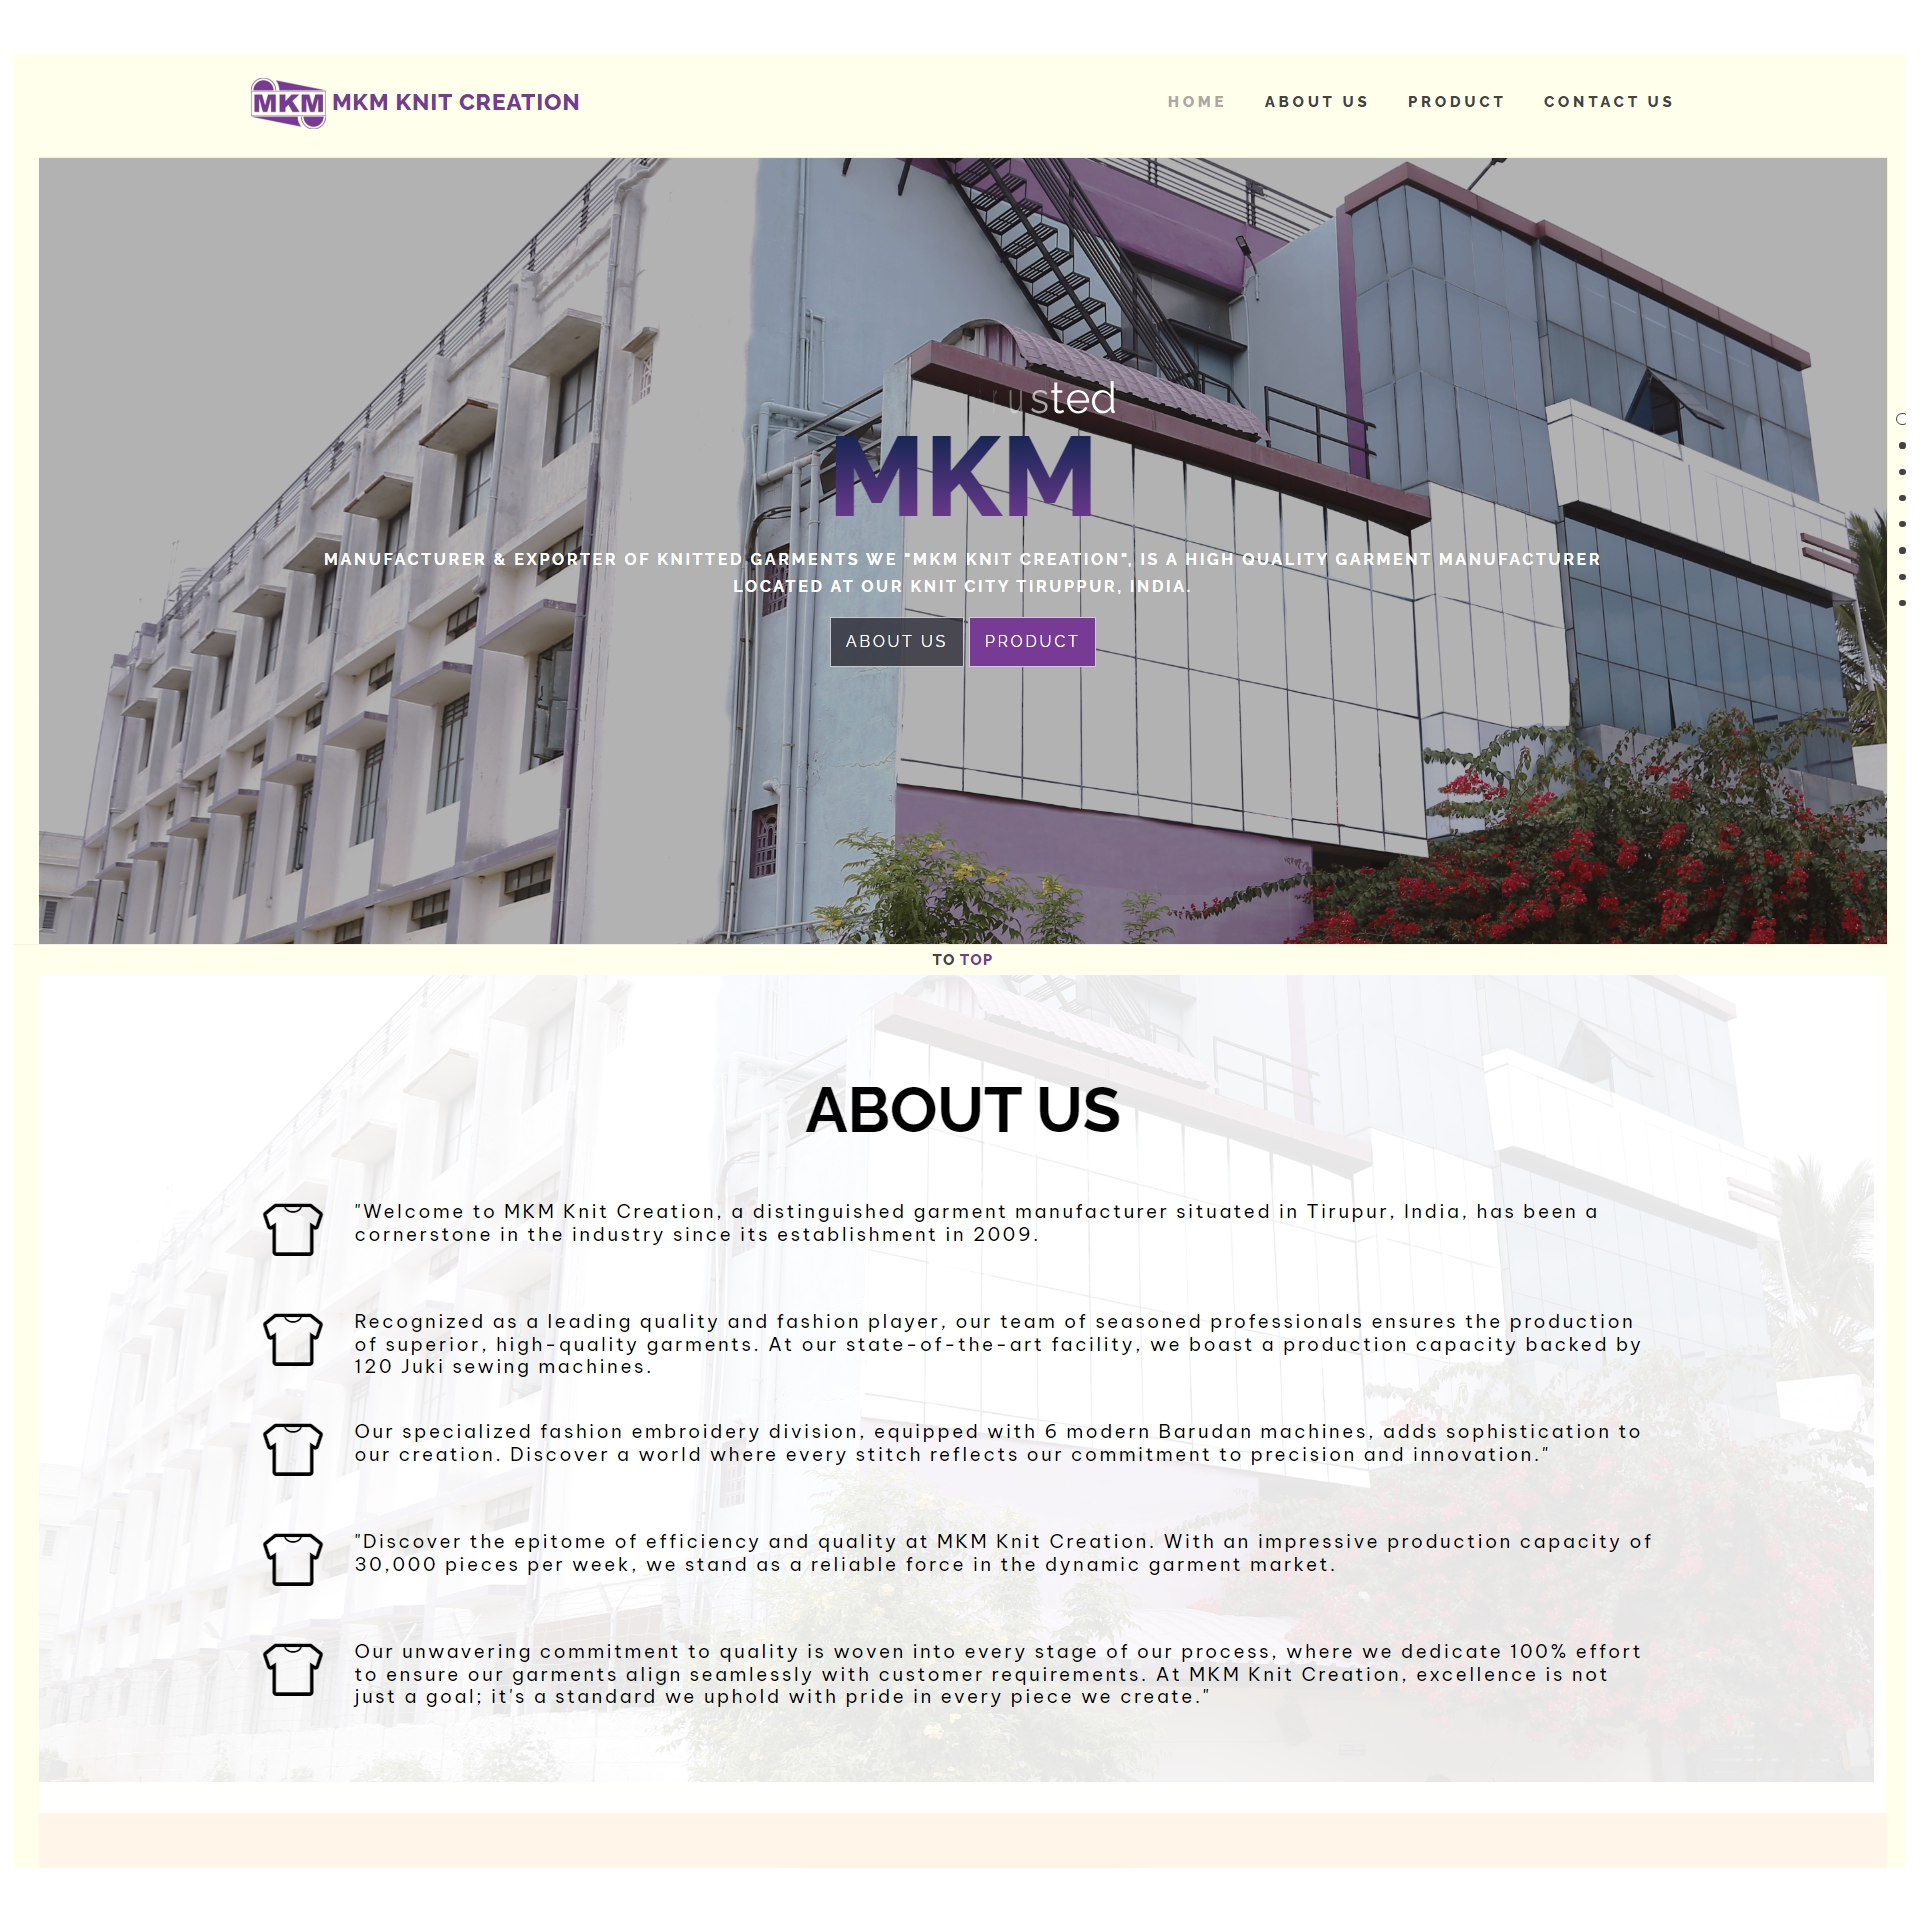 MKM MKM KNIT CREATION
HOME ABOUT US PRODUCT CONTACT US
trusted
MKM
MANUFACTURER & EXPORTER OF KNITTED GARMENTS WE "MKM KNIT CREATION", IS A HIGH QUALITY GARMENT MANUFACTURER
LOCATED AT OUR KNIT CITY TIRUPPUR, INDIA.
ABOUT US PRODUCT
TO TOP
ABOUT US
"Welcome to MKM Knit Creation, a distinguished garment manufacturer situated in Tirupur, India, has been a
cornerstone in the industry since its establishment in 2009.
Recognized as a leading quality and fashion player, our team of seasoned professionals ensures the production
of superior, high-quality garments. At our state-of-the-art facility, we boast a production capacity backed by
120 Juki sewing machines.
Our specialized fashion embroidery division, equipped with 6 modern Barudan machines, adds sophistication to
our creation. Discover a world where every stitch reflects our commitment to precision and innovation."
"Discover the epitome of efficiency and quality at MKM Knit Creation. With an impressive production capacity of
30,000 pieces per week, we stand as a reliable force in the dynamic garment market.
Our unwavering commitment to quality is woven into every stage of our process, where we dedicate 100% effort
to ensure our garments align seamlessly with customer requirements. At MKM Knit Creation, excellence is not
just a goal; it's a standard we uphold with pride in every piece we create."